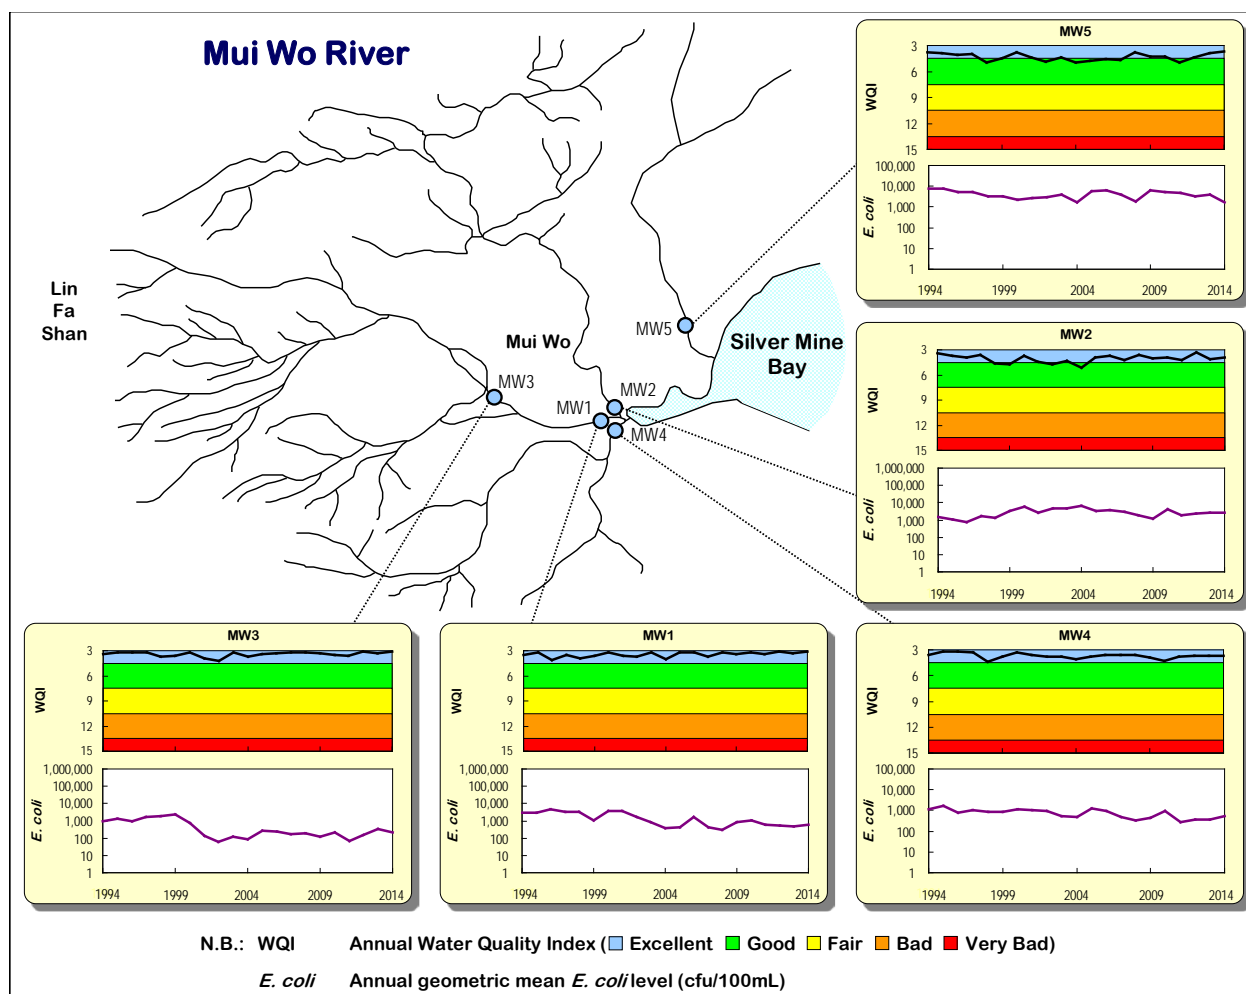 Mui Wo River
Lin
Fa
Shan
Mui Wo
Silver Mine
Bay
MW5
MW3
MW2
MW1
MW4
MW5
WQI
3
6
9
12
15
E. coli
100,000
10,000
1,000
100
10
1
1994 1999 2004 2009 2014
MW2
WQI
3
6
9
12
15
E. coli
1,000,000
100,000
10,000
1,000
100
10
1
1994 1999 2004 2009 2014
MW3
WQI
3
6
9
12
15
E. coli
1,000,000
100,000
10,000
1,000
100
10
1
1994 1999 2004 2009 2014
MW1
WQI
3
6
9
12
15
E. coli
1,000,000
100,000
10,000
1,000
100
10
1
1994 1999 2004 2009 2014
MW4
WQI
3
6
9
12
15
E. coli
100,000
10,000
1,000
100
10
1
1994 1999 2004 2009 2014
N.B.: WQI Annual Water Quality Index ( Excellent Good Fair Bad Very Bad)
E. coli Annual geometric mean E. coli level (cfu/100mL)